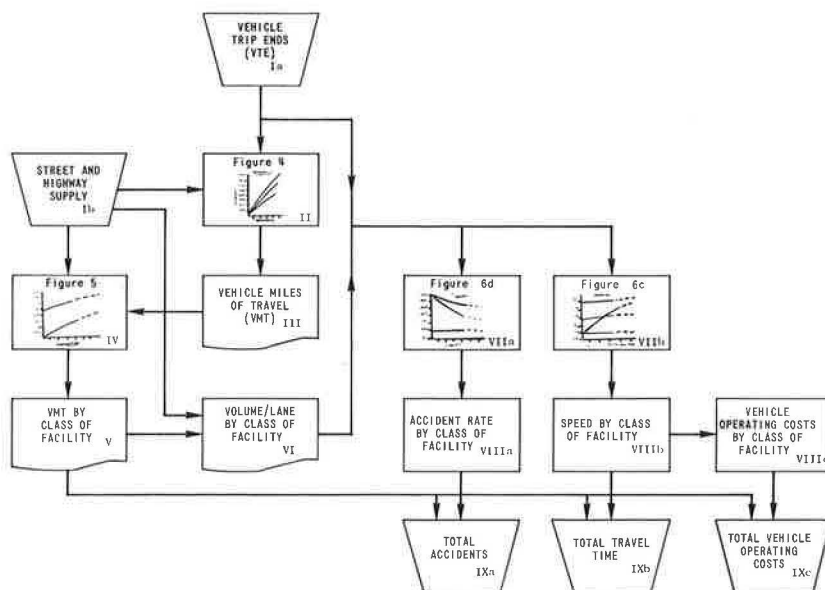 VEHICLE
TRIP ENDS
(VTE)
Ia
STREET AND
HIGHWAY
SUPPLY
Ib
Figure 4
II
Figure 5
IV
VEHICLE MILES
OF TRAVEL
(VMT)
III
Figure 6d
VIIa
Figure 6c
VIIb
VMT BY
CLASS OF
FACILITY
V
VOLUME/LANE
BY CLASS OF
FACILITY
VI
ACCIDENT RATE
BY CLASS OF
FACILITY
VIIIa
SPEED BY CLASS
OF FACILITY
VIIIb
VEHICLE
OPERATING COSTS
BY CLASS OF
FACILITY
VIIIc
TOTAL
ACCIDENTS
IXa
TOTAL TRAVEL
TIME
IXb
TOTAL VEHICLE
OPERATING
COSTS
IXc